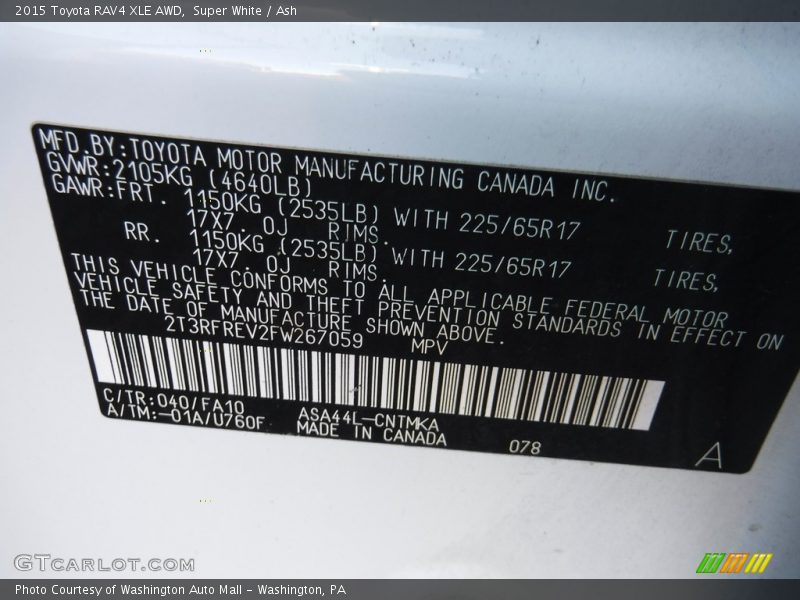 2015 Toyota RAV4 XLE AWD, Super White / Ash
MFD.BY:TOYOTA MOTOR MANUFACTURING CANADA INC.
GVWR:2105KG (4640LB)
GAWR:FRT. 1150KG (2535LB) WITH 225/65R17 TIRES,
17X7.0J RIMS.
RR. 1150KG (2535LB) WITH 225/65R17 TIRES,
17X7.0J RIMS.
THIS VEHICLE CONFORMS TO ALL APPLICABLE FEDERAL MOTOR
VEHICLE SAFETY AND THEFT PREVENTION STANDARDS IN EFFECT ON
THE DATE OF MANUFACTURE SHOWN ABOVE.
2T3RFREV2FW267059 MPV
C/TR:040/FA10
A/TM:-01A/U760F ASA44L-CNTMKA
MADE IN CANADA 078 A
GTcarlot.com
Photo Courtesy of Washington Auto Mall - Washington, PA